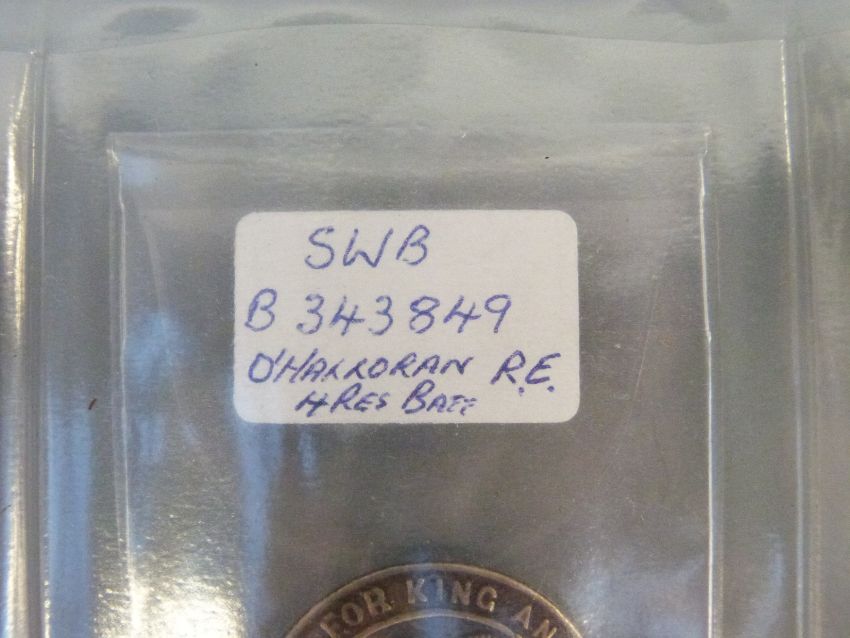 SWB
B 343849
O'HALLORAN R.E.
4 RES BATT
FOR KING AN